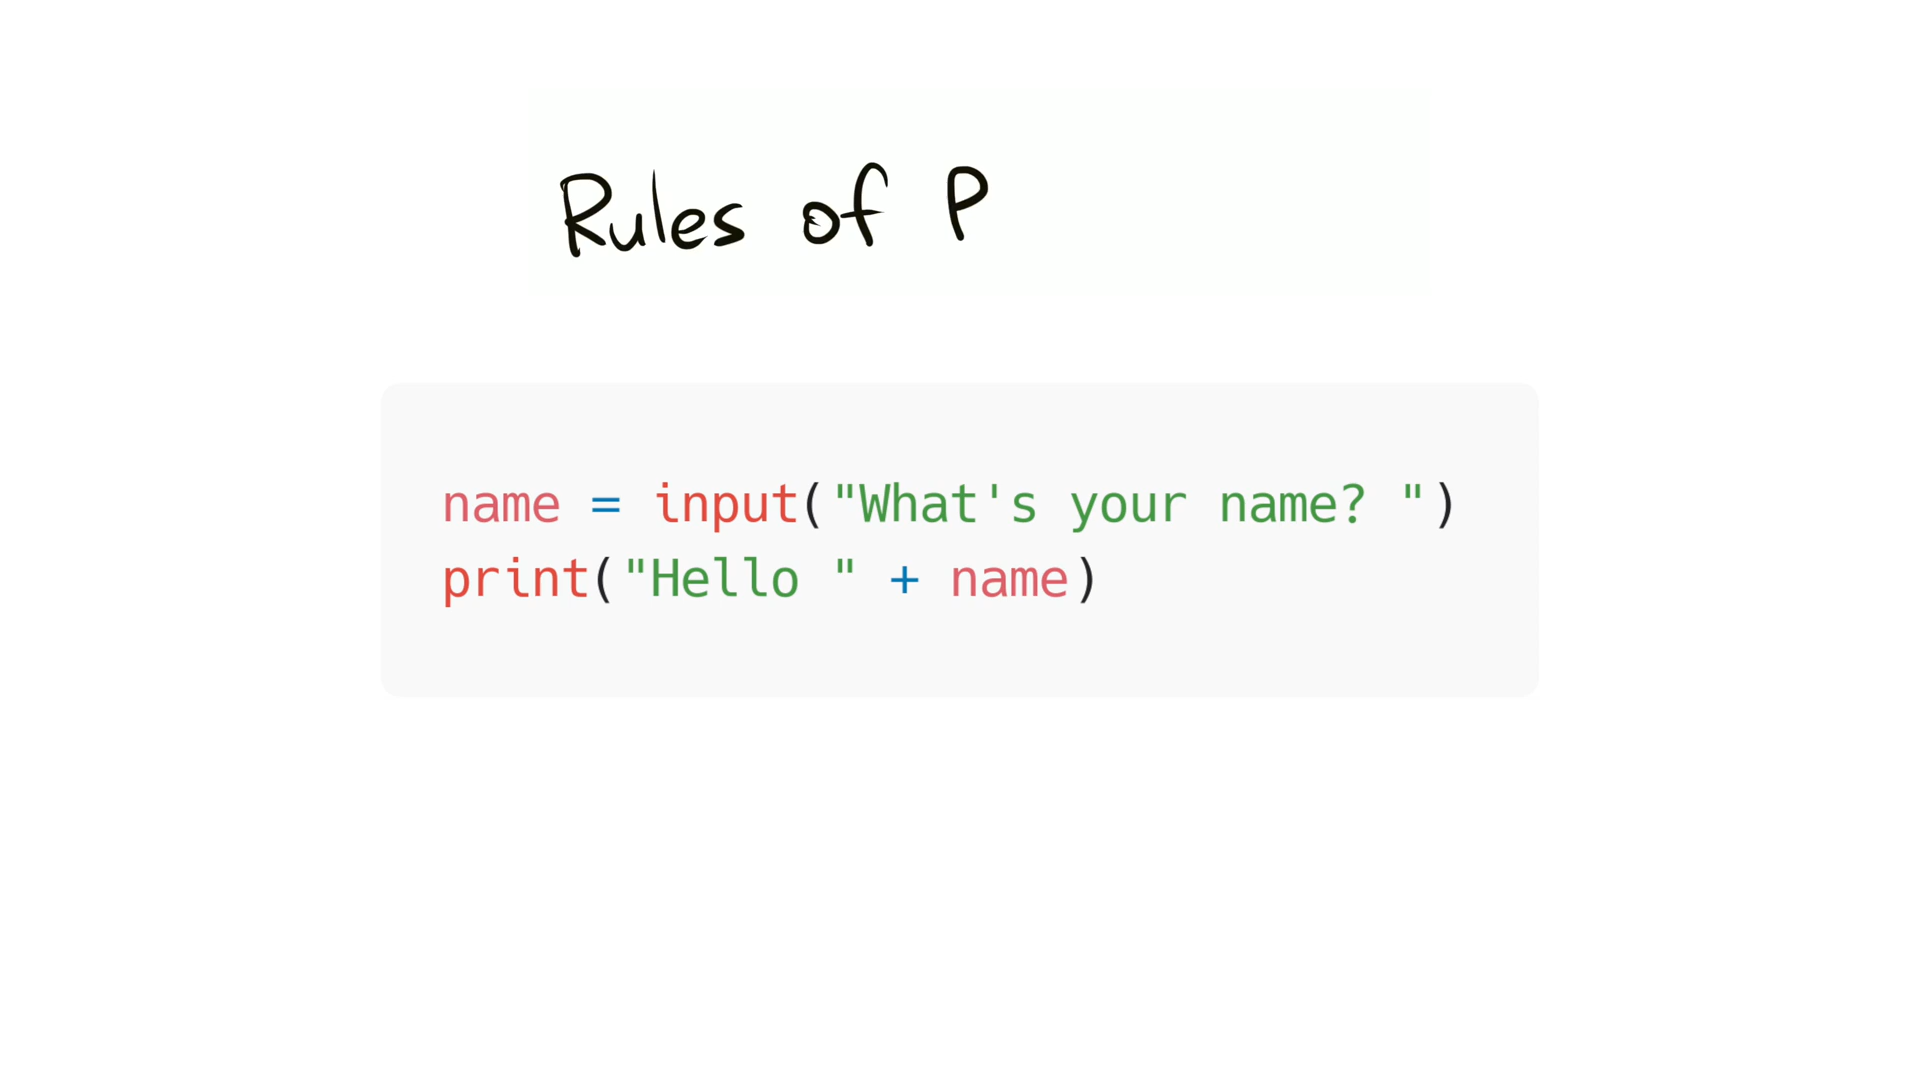 Rules of P
name = input("What's your name? ")
print("Hello " + name)